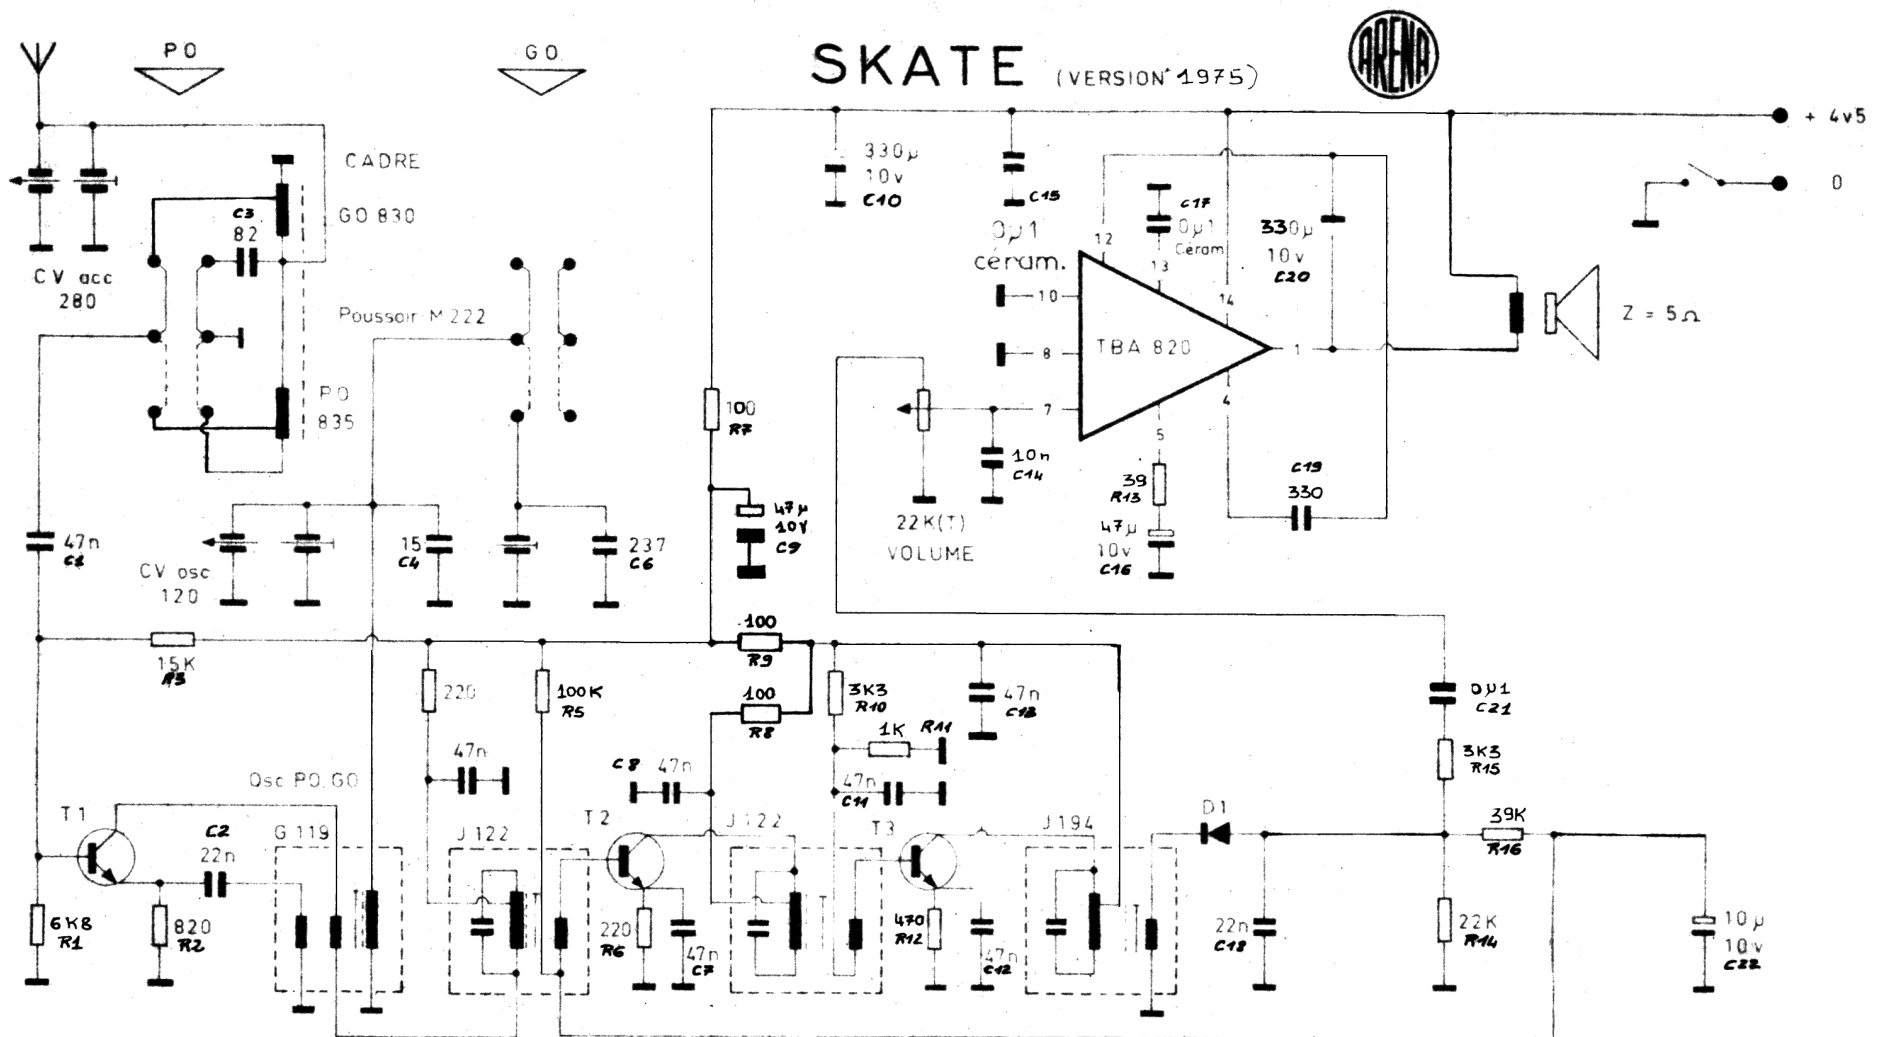 PO
GO
SKATE (VERSION 1975)
ARENA
+ 4v5
0
CADRE
GO 830
C3
82
CV acc
280
PO
835
Poussoir M 222
330µ
10v
C10
C15
0µ1
céram.
C17
0µ1
Céram
12
13
14
10
8
7
5
4
1
TBA 820
330µ
10v
C20
Z = 5Ω
100
R7
10n
C14
39
R13
47µ
10v
C16
C19
330
22K(T)
VOLUME
47µ
10V
C9
47n
C1
CV osc
120
15
C4
237
C6
15K
R3
220
100K
R5
100
R9
100
R8
3K3
R10
1K
R11
47n
C13
0µ1
C21
3K3
R15
47n
C8
47n
47n
C11
Osc PO.GO
T1
C2
22n
G 119
J 122
T2
J 122
T3
J 194
D1
39K
R16
6K8
R1
820
R2
220
R6
47n
C7
470
R12
47n
C12
22n
C18
22K
R14
10µ
10v
C22